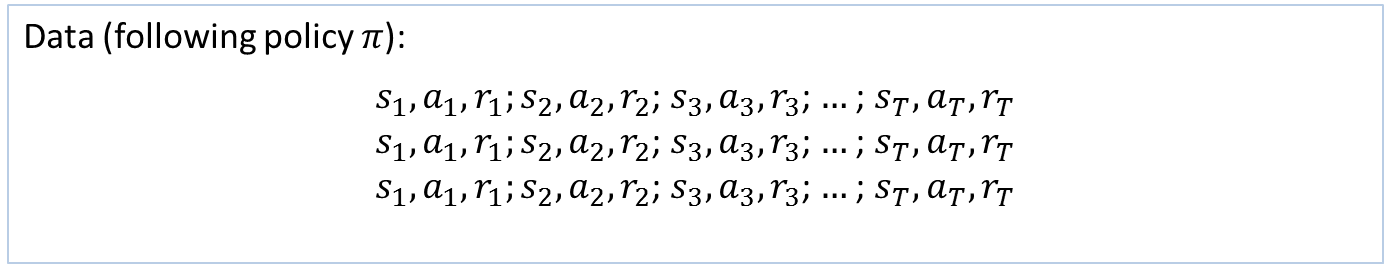 Data (following policy π):
s₁, a₁, r₁; s₂, a₂, r₂; s₃, a₃, r₃; … ; s_T, a_T, r_T
s₁, a₁, r₁; s₂, a₂, r₂; s₃, a₃, r₃; … ; s_T, a_T, r_T
s₁, a₁, r₁; s₂, a₂, r₂; s₃, a₃, r₃; … ; s_T, a_T, r_T